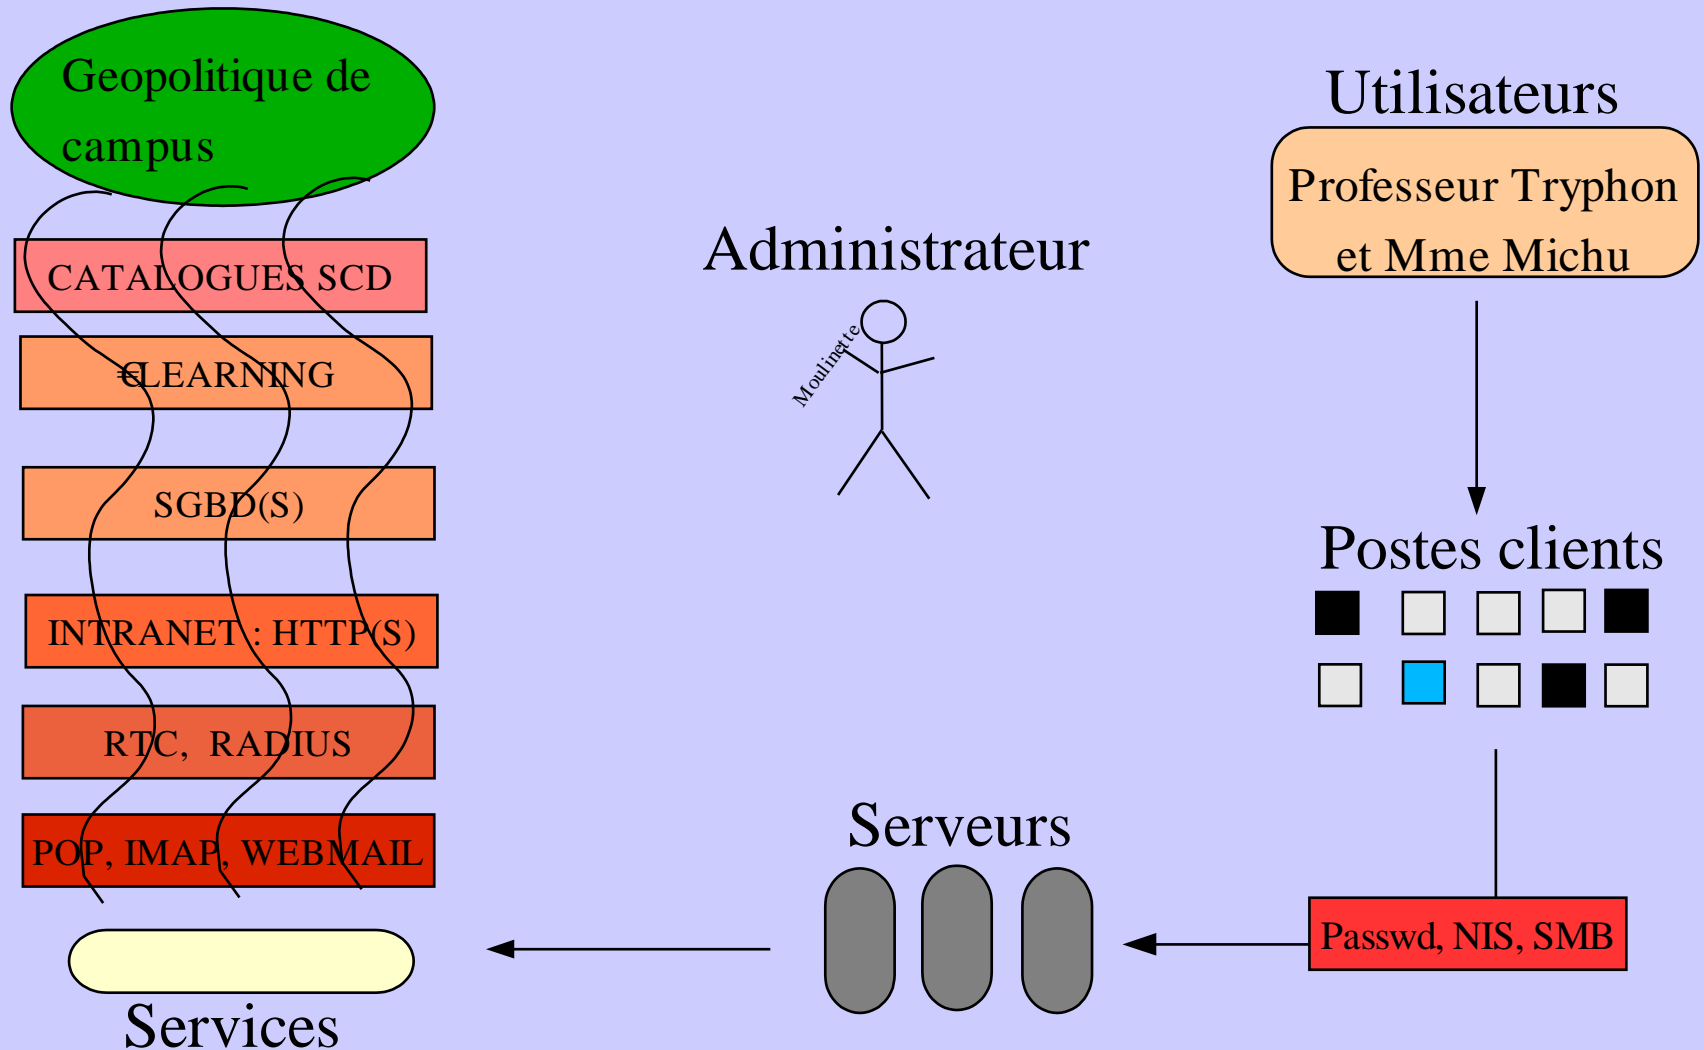 Geopolitique de
campus
CATALOGUES SCD
€LEARNING
SGBD(S)
INTRANET : HTTP(S)
RTC, RADIUS
POP, IMAP, WEBMAIL
Services
Administrateur
Moulinette
Serveurs
Utilisateurs
Professeur Tryphon
et Mme Michu
Postes clients
Passwd, NIS, SMB